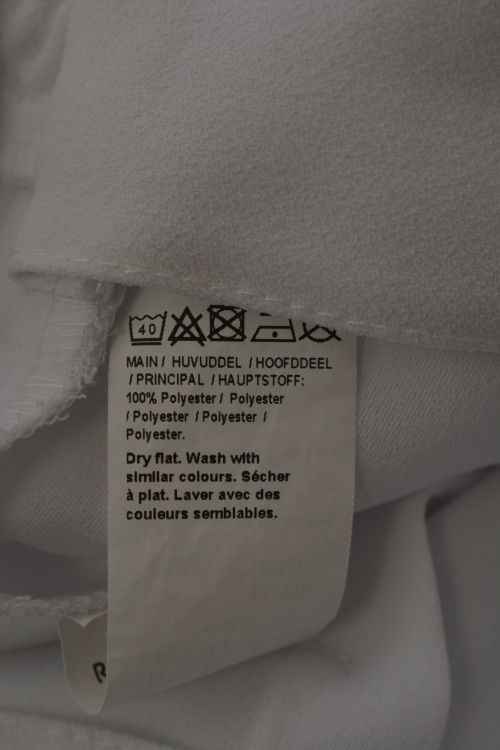 40
MAIN / HUVUDDEL / HOOFDDEEL
/ PRINCIPAL / HAUPTSTOFF:
100% Polyester / Polyester
/ Polyester / Polyester /
Polyester.
Dry flat. Wash with
similar colours. Sécher
à plat. Laver avec des
couleurs semblables.
R